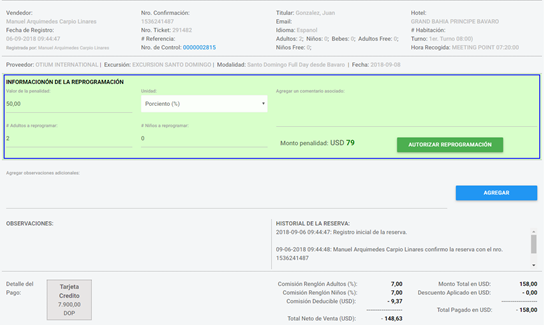 Vendedor: Nro. Confirmación: Titular: Gonzalez, Juan Hotel:
Manuel Arquimedes Carpio Linares 1536241487 Email: GRAND BAHIA PRINCIPE BAVARO
Fecha de Registro: Nro. Ticket: 291482 Idioma: Espanol # Habitación:
06-09-2018 09:44:47 # Referencia: Adultos: 2; Niños: 0; Bebes: 0; Adultos Free: 0; Turno: 1er. Turno 08:00)
Registrada por: Manuel Arquimedes Carpio Linares Nro. de Control: 0000002815 Niños Free: 0; Hora Recogida: MEETING POINT 07:20:00
Proveedor: OTIUM INTERNATIONAL | Excursión: EXCURSION SANTO DOMINGO | Modalidad: Santo Domingo Full Day desde Bavaro | Fecha: 2018-09-08
INFORMACIONÓN DE LA REPROGRAMACIÓN
Valor de la penalidad: Unidad: Agregar un comentario asociado:
50,00 Porciento (%)
# Adultos a reprogramar: # Niños a reprogramar:
2 0 Monto penalidad: USD 79 AUTORIZAR REPROGRAMACIÓN
Agregar observaciones adicionales:
AGREGAR
OBSERVACIONES: HISTORIAL DE LA RESERVA:
2018-09-06 09:44:47: Registro inicial de la reserva.
09-06-2018 09:44:48: Manuel Arquimedes Carpio Linares confirmo la reserva con el nro.
1536241487
Detalle del Pago: Tarjeta Credito 7.900,00 DOP
Comisión Renglón Adultos (%): 7,00 Monto Total en USD: 158,00
Comisión Renglón Niños (%): 7,00 Descuento Aplicado en USD: - 0,00
Comisión Deducible (USD): - 9,37
Total Pagado en USD: - 158,00
Total Neto de Venta (USD): - 148,63